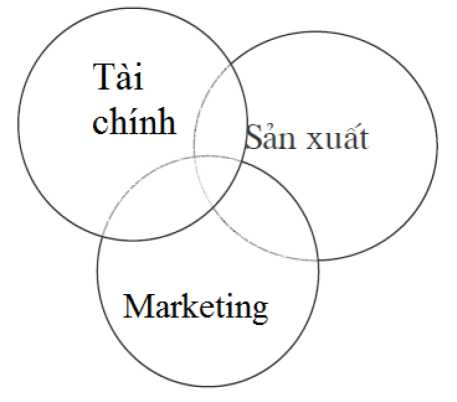 Tài
chính
Sản xuất
Marketing